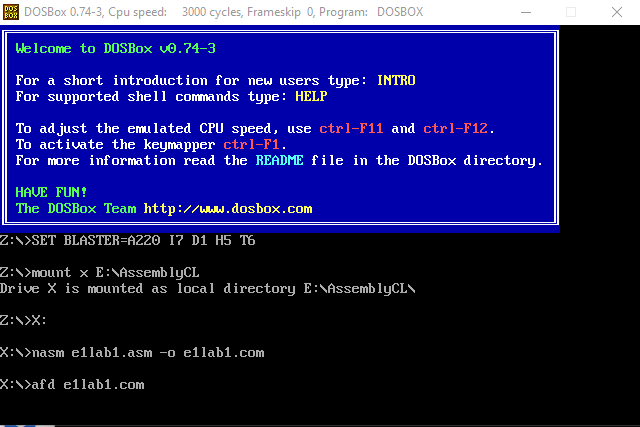 DOS
BOX
DOSBox 0.74-3, Cpu speed: 3000 cycles, Frameskip 0, Program: DOSBOX
Welcome to DOSBox v0.74-3
For a short introduction for new users type: INTRO
For supported shell commands type: HELP
To adjust the emulated CPU speed, use ctrl-F11 and ctrl-F12.
To activate the keymapper ctrl-F1.
For more information read the README file in the DOSBox directory.
HAVE FUN!
The DOSBox Team http://www.dosbox.com
Z:\>SET BLASTER=A220 I7 D1 H5 T6
Z:\>mount x E:\AssemblyCL
Drive X is mounted as local directory E:\AssemblyCL\
Z:\>X:
X:\>nasm e1lab1.asm -o e1lab1.com
X:\>afd e1lab1.com